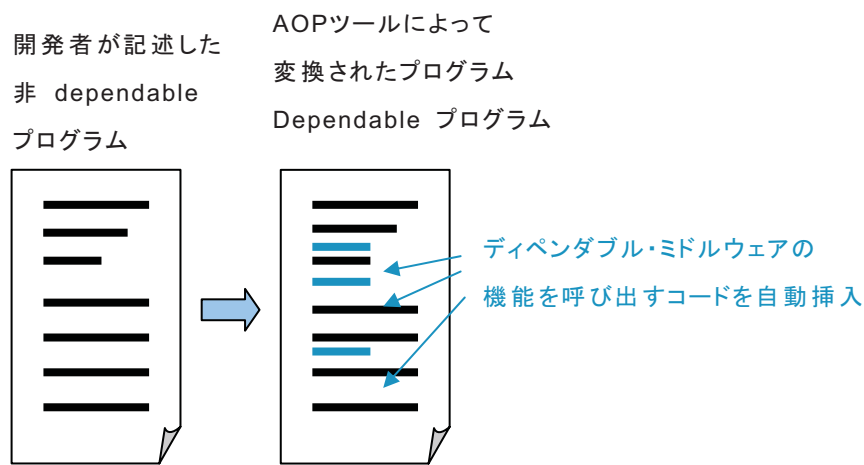 開発者が記述した
非 dependable
プログラム
AOPツールによって
変換されたプログラム
Dependable プログラム
ディペンダブル・ミドルウェアの
機能を呼び出すコードを自動挿入